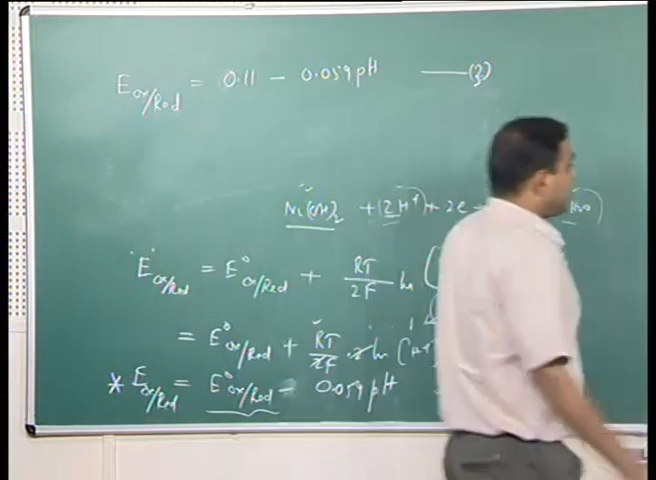 E ox/Red = 0.11 - 0.059 pH —— (3)
Ni(OH)2 + (2H+) + 2e
E ox/Red = E° ox/Red + RT/2F ln (
= E° ox/Red + RT/2F . 2 ln (H+
* E ox/Red = E° ox/Red - 0.059 pH